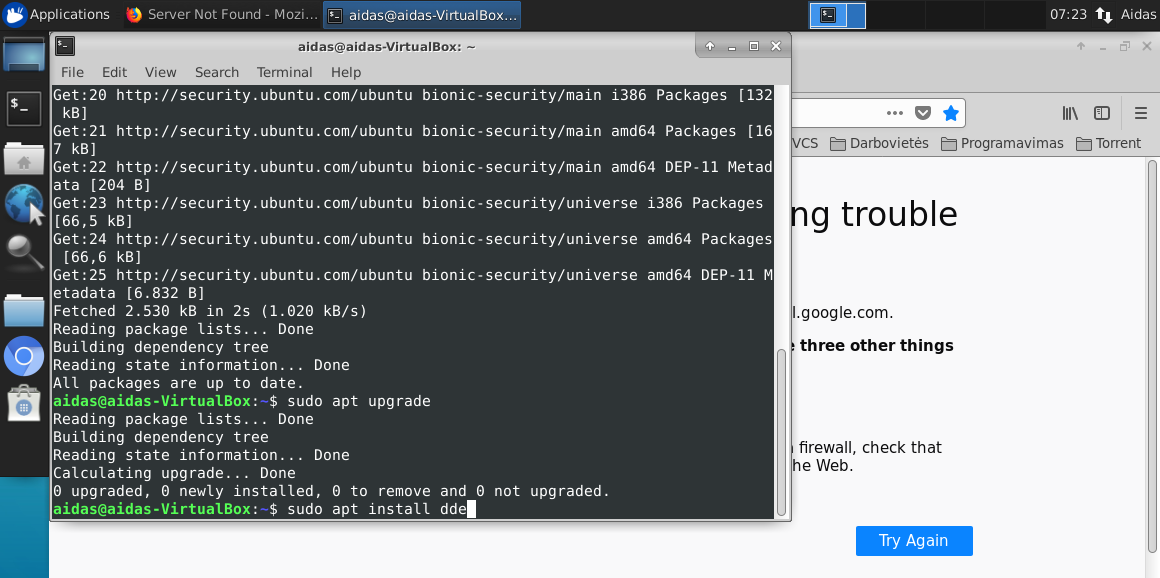 Applications
Server Not Found - Mozi...
aidas@aidas-VirtualBox...
07:23
Aidas
aidas@aidas-VirtualBox: ~
File Edit View Search Terminal Help
Get:20 http://security.ubuntu.com/ubuntu bionic-security/main i386 Packages [132
 kB]
Get:21 http://security.ubuntu.com/ubuntu bionic-security/main amd64 Packages [16
7 kB]
Get:22 http://security.ubuntu.com/ubuntu bionic-security/main amd64 DEP-11 Metad
ata [204 B]
Get:23 http://security.ubuntu.com/ubuntu bionic-security/universe i386 Packages
[66,5 kB]
Get:24 http://security.ubuntu.com/ubuntu bionic-security/universe amd64 Packages
 [66,6 kB]
Get:25 http://security.ubuntu.com/ubuntu bionic-security/universe amd64 DEP-11 M
etadata [6.832 B]
Fetched 2.530 kB in 2s (1.020 kB/s)
Reading package lists... Done
Building dependency tree
Reading state information... Done
All packages are up to date.
aidas@aidas-VirtualBox:~$ sudo apt upgrade
Reading package lists... Done
Building dependency tree
Reading state information... Done
Calculating upgrade... Done
0 upgraded, 0 newly installed, 0 to remove and 0 not upgraded.
aidas@aidas-VirtualBox:~$ sudo apt install dde
VCS Darbovietės Programavimas Torrent
ng trouble
l.google.com.
e three other things
firewall, check that
he Web.
Try Again